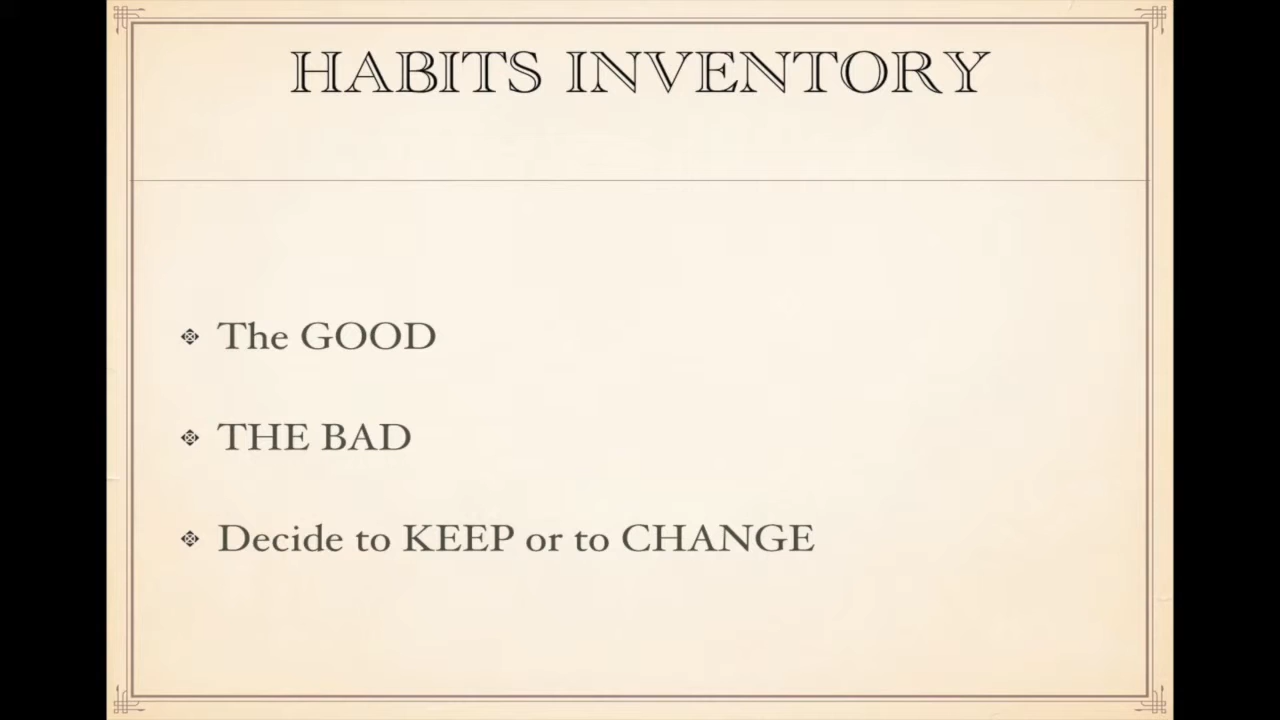 HABITS INVENTORY
The GOOD
THE BAD
Decide to KEEP or to CHANGE